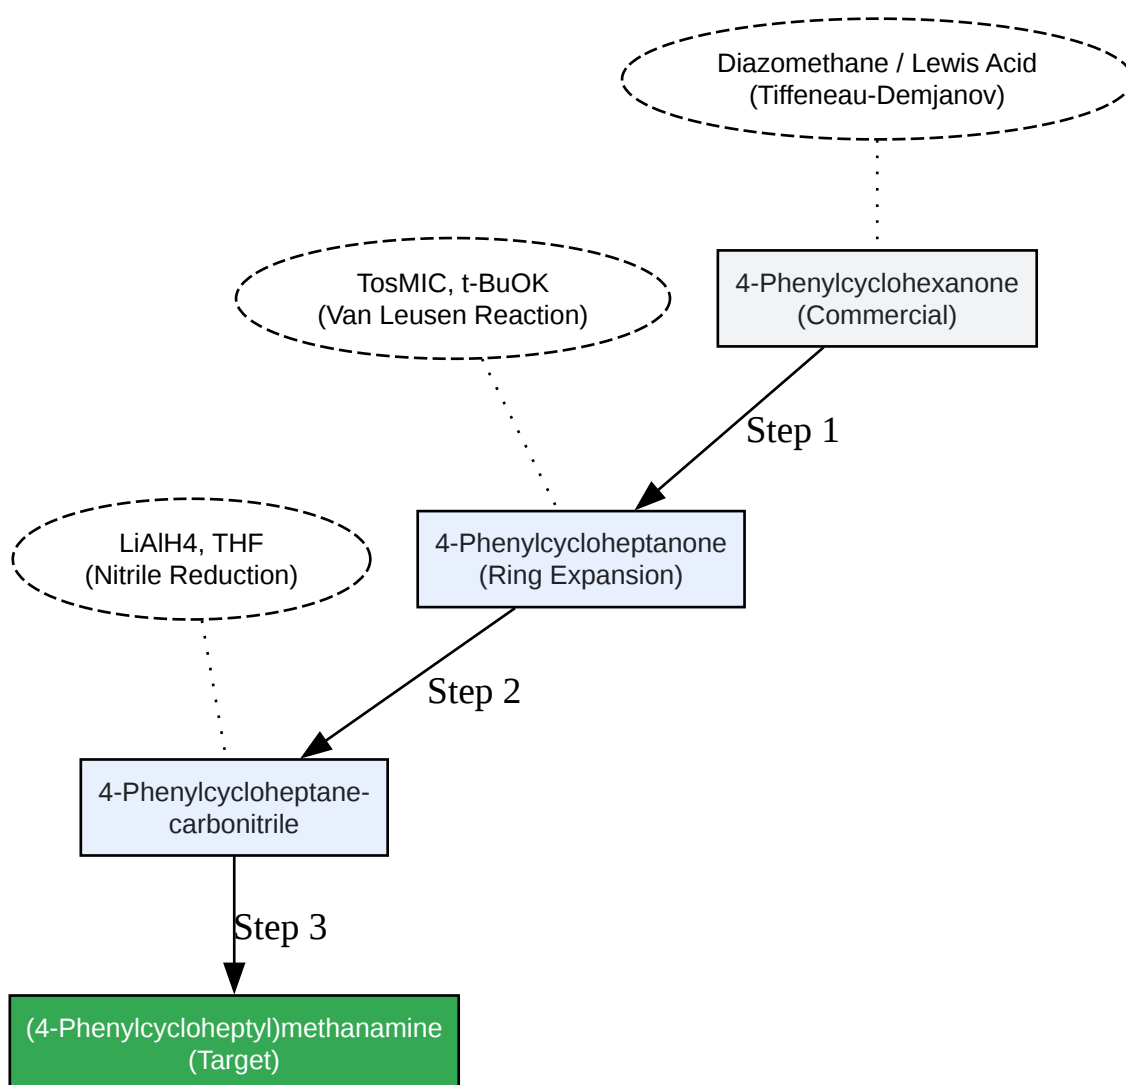 Diazomethane / Lewis Acid
(Tiffeneau-Demjanov)
TosMIC, t-BuOK
(Van Leusen Reaction)
4-Phenylcyclohexanone
(Commercial)
Step 1
LiAlH4, THF
(Nitrile Reduction)
4-Phenylcycloheptanone
(Ring Expansion)
Step 2
4-Phenylcycloheptane-
carbonitrile
Step 3
(4-Phenylcycloheptyl)methanamine
(Target)